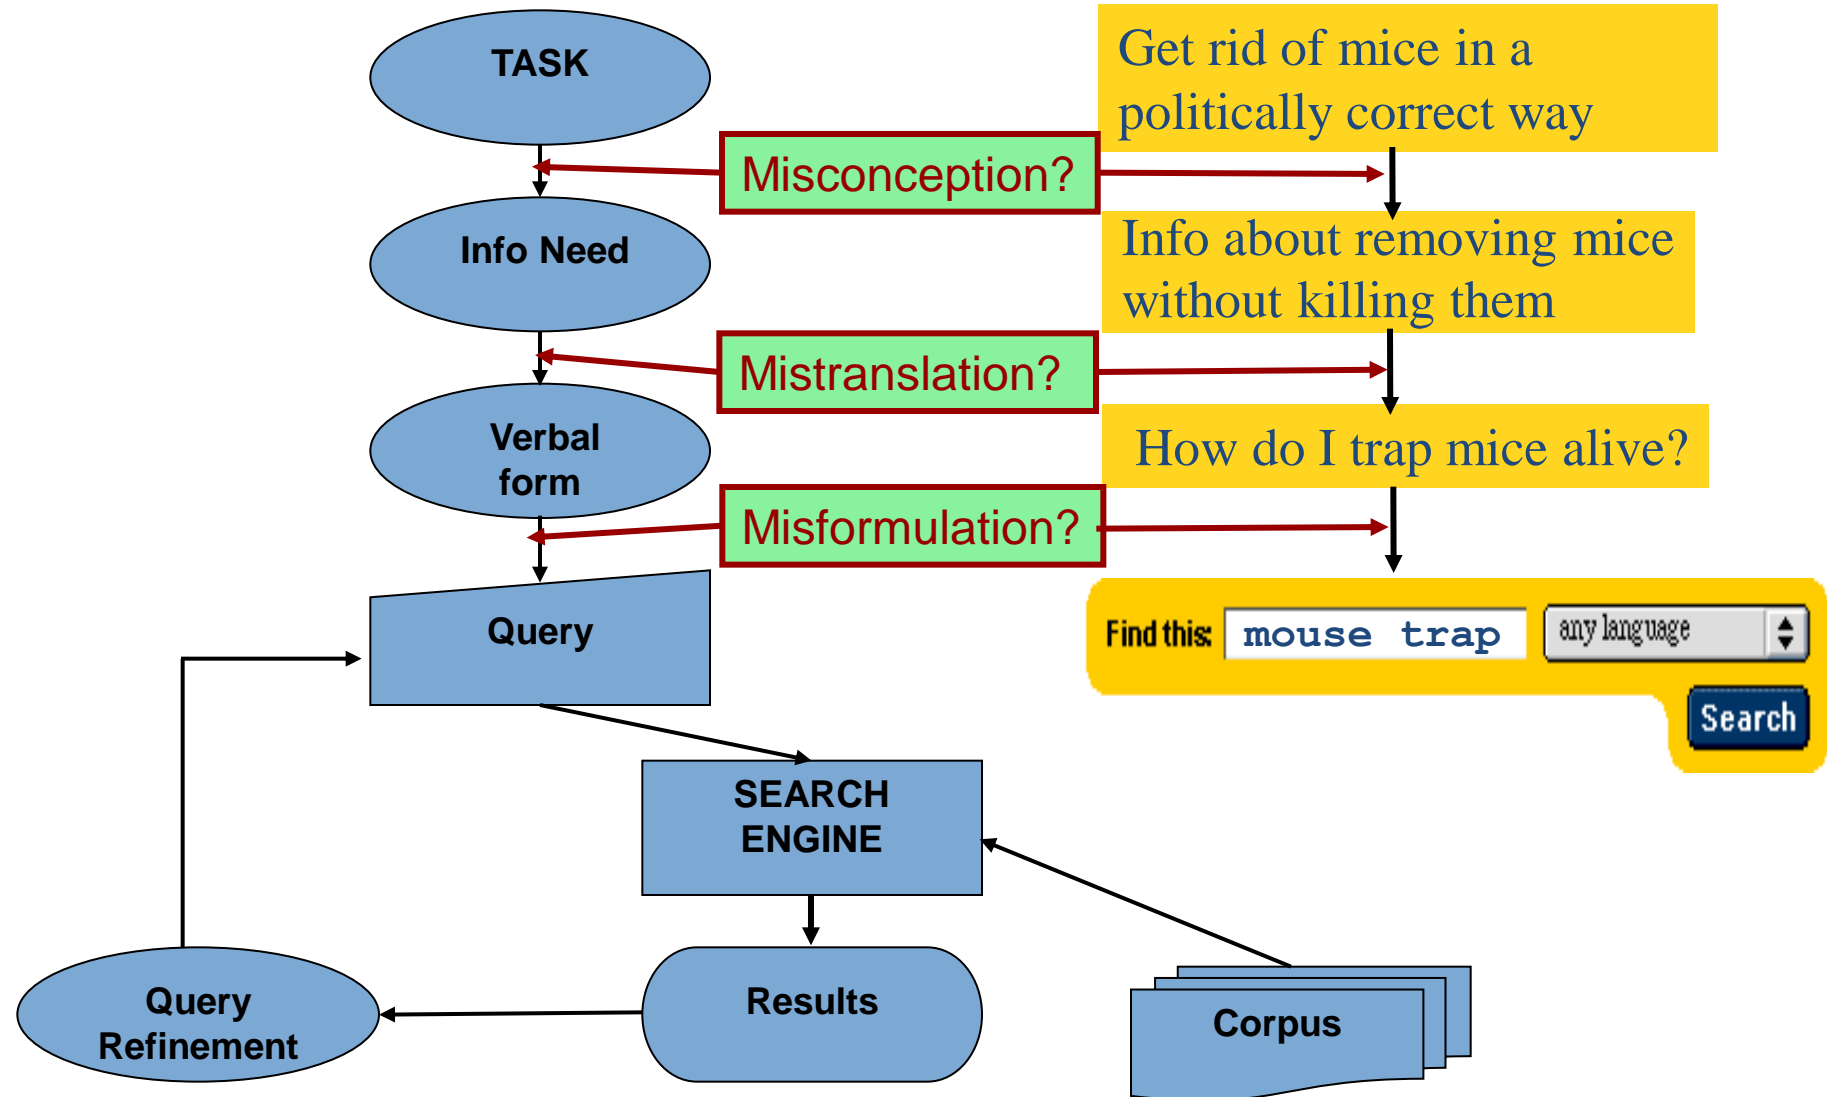 TASK
Get rid of mice in a
politically correct way
Misconception?
Info Need
Info about removing mice
without killing them
Mistranslation?
Verbal
form
How do I trap mice alive?
Misformulation?
Query
Find this: mouse trap any language
Search
SEARCH
ENGINE
Query
Refinement
Results
Corpus